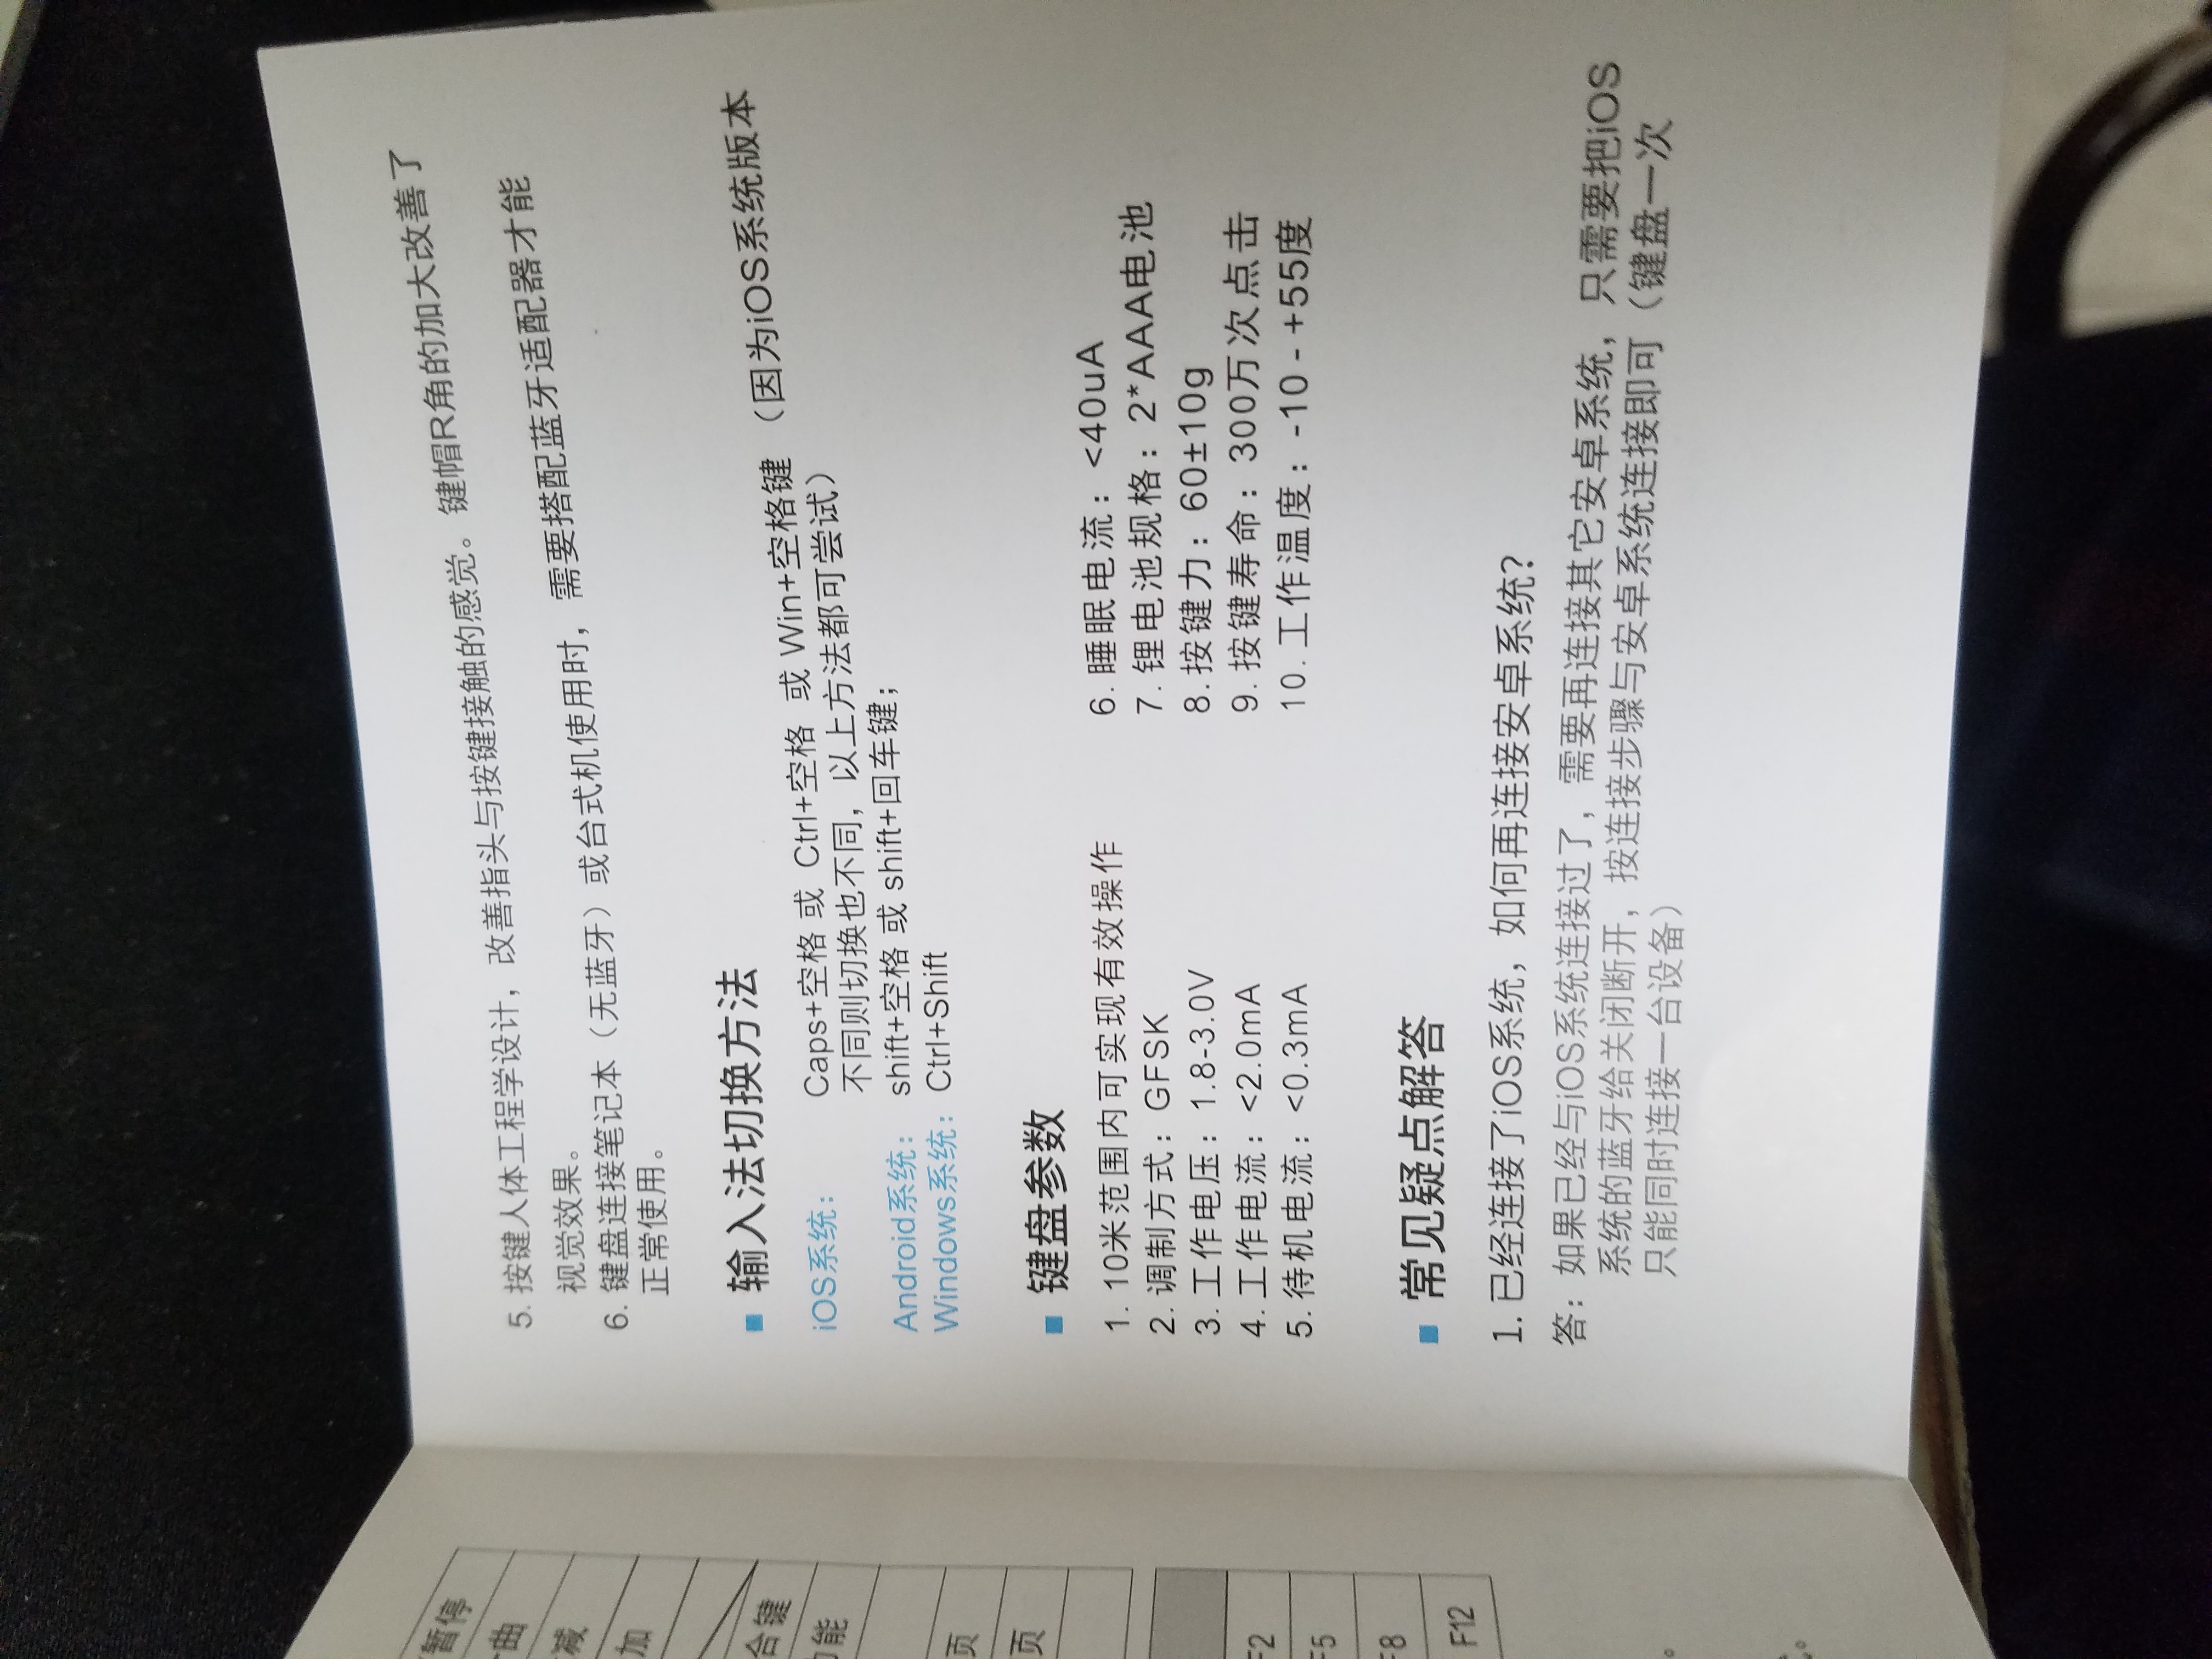 暂停
曲
减
加
合键
能
页
页
F2
F5
F8
F12
5. 按键人体工程学设计，改善指头与按键接触的感觉。键帽R角的加大改善了
视觉效果。
6. 键盘连接笔记本（无蓝牙）或台式机使用时，需要搭配蓝牙适配器才能
正常使用。
输入法切换方法
iOS系统： Caps+空格 或 Ctrl+空格 或 Win+空格键 （因为iOS系统版本
不同则切换也不同，以上方法都可尝试）
Android系统： shift+空格 或 shift+回车键；
Windows系统： Ctrl+Shift
键盘参数
1. 10米范围内可实现有效操作
2. 调制方式：GFSK
3. 工作电压：1.8-3.0V
4. 工作电流：<2.0mA
5. 待机电流：<0.3mA
6. 睡眠电流：<40uA
7. 锂电池规格：2*AAA电池
8. 按键力：60±10g
9. 按键寿命：300万次点击
10. 工作温度：-10 - +55度
常见疑点解答
1. 已经连接了iOS系统，如何再连接安卓系统？
答：如果已经与iOS系统连接过了，需要再连接其它安卓系统，只需要把iOS
系统的蓝牙给关闭断开，按连接步骤与安卓系统连接即可（键盘一次
只能同时连接一台设备）